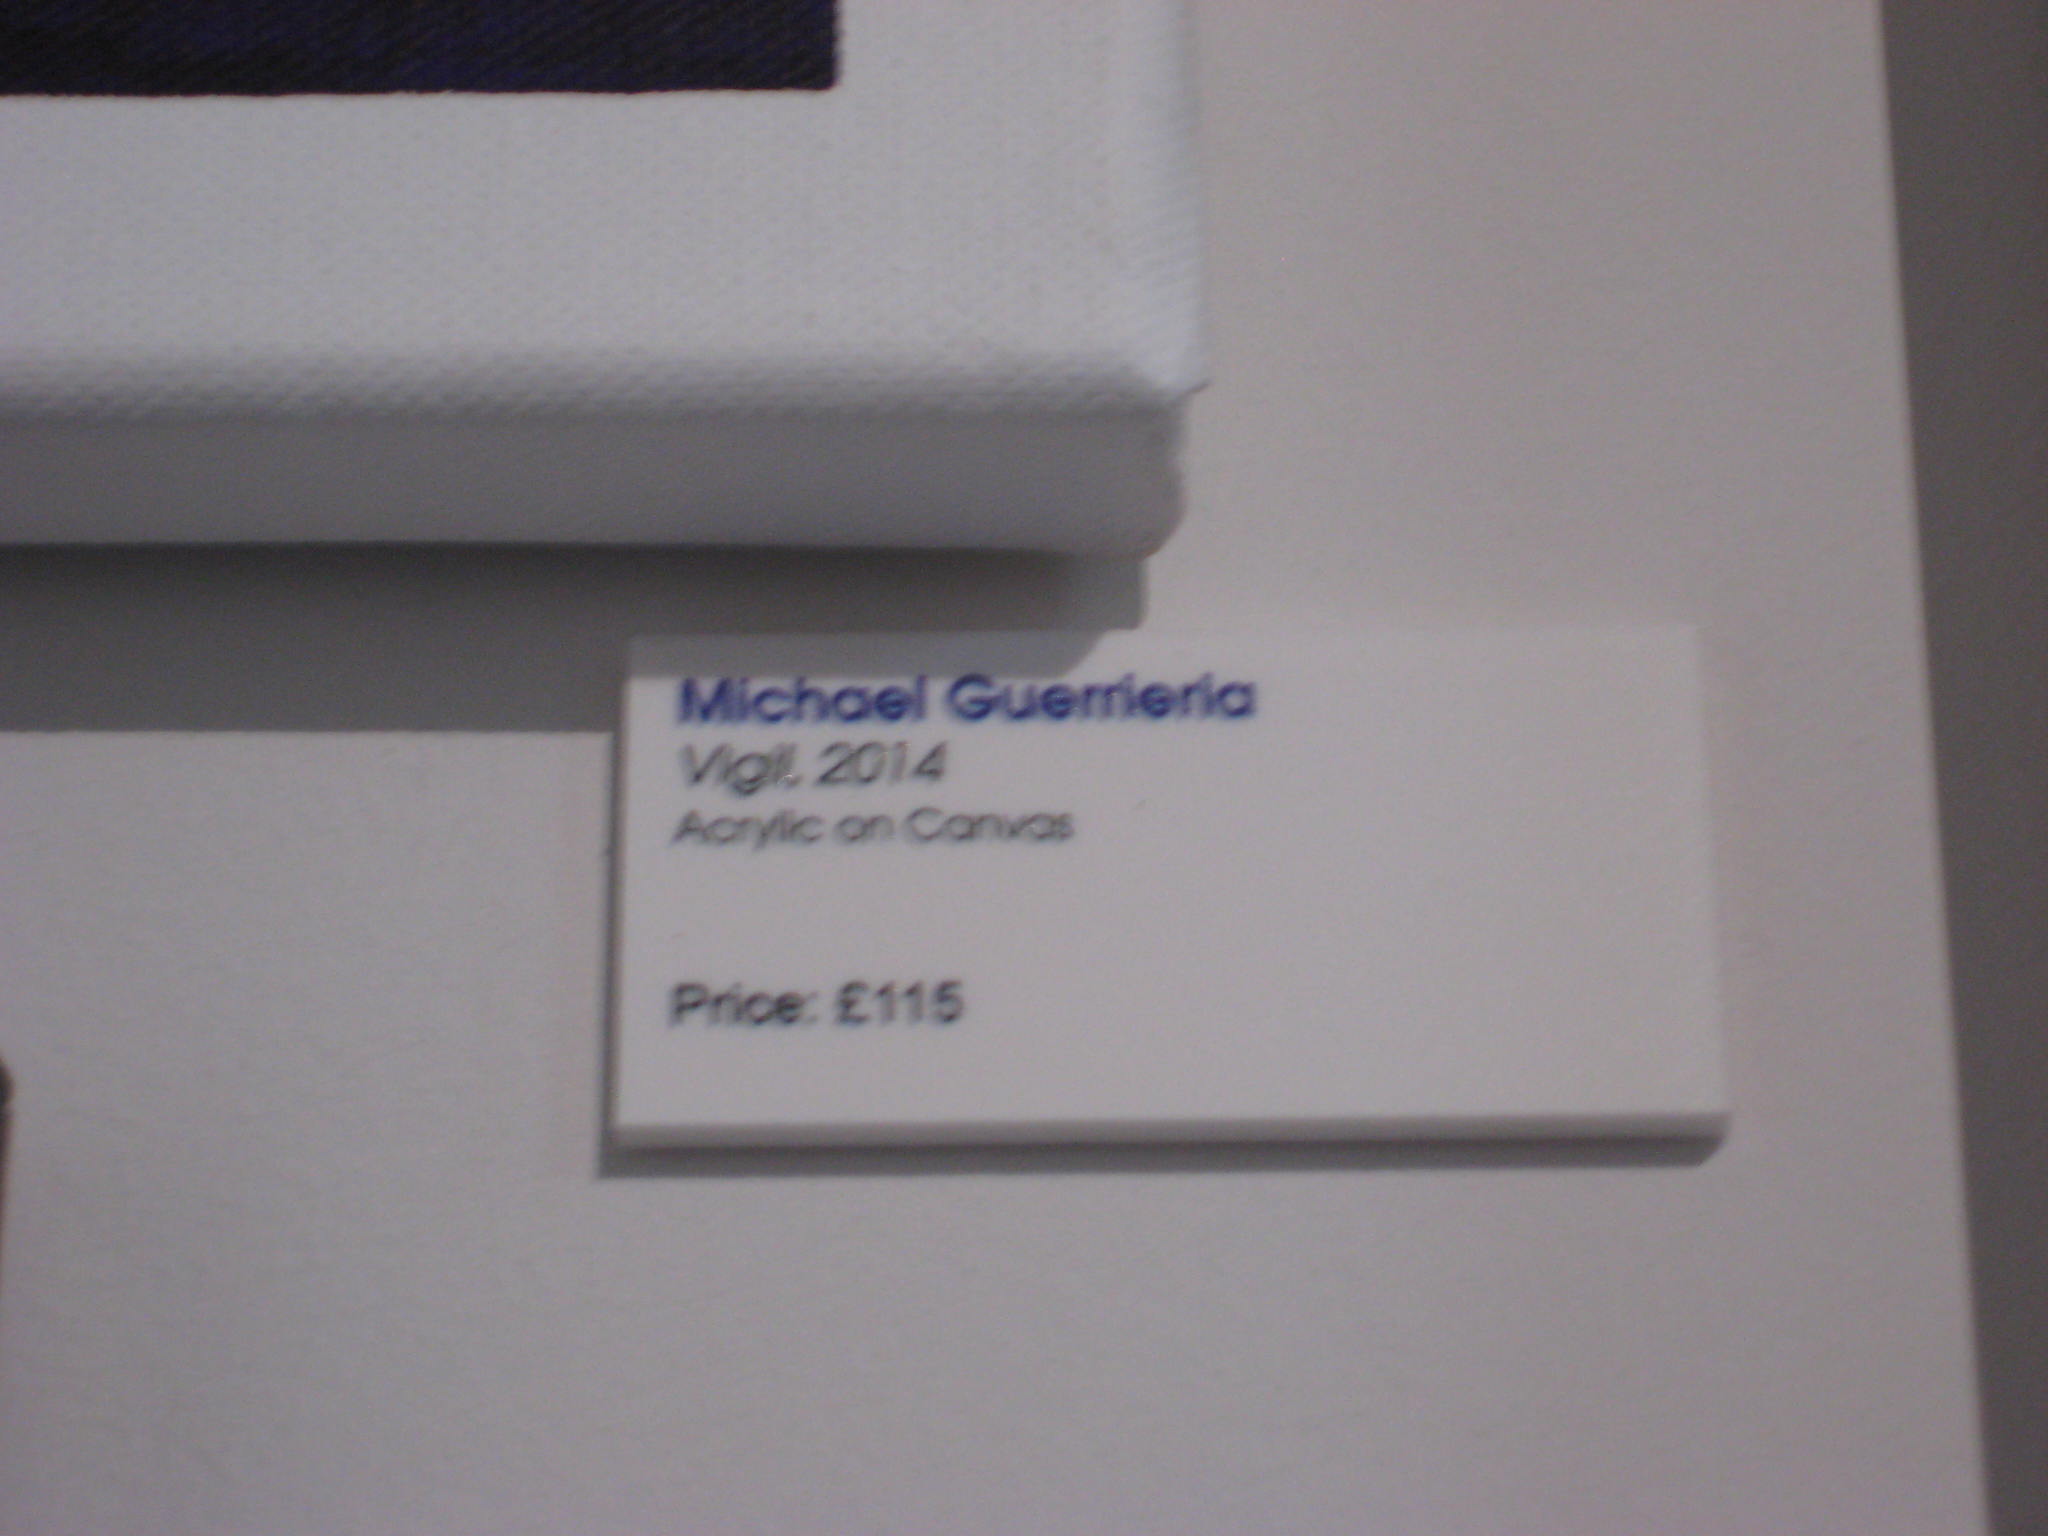 Michael Guerrieria
Vigil, 2014
Acrylic on Canvas
Price: £115